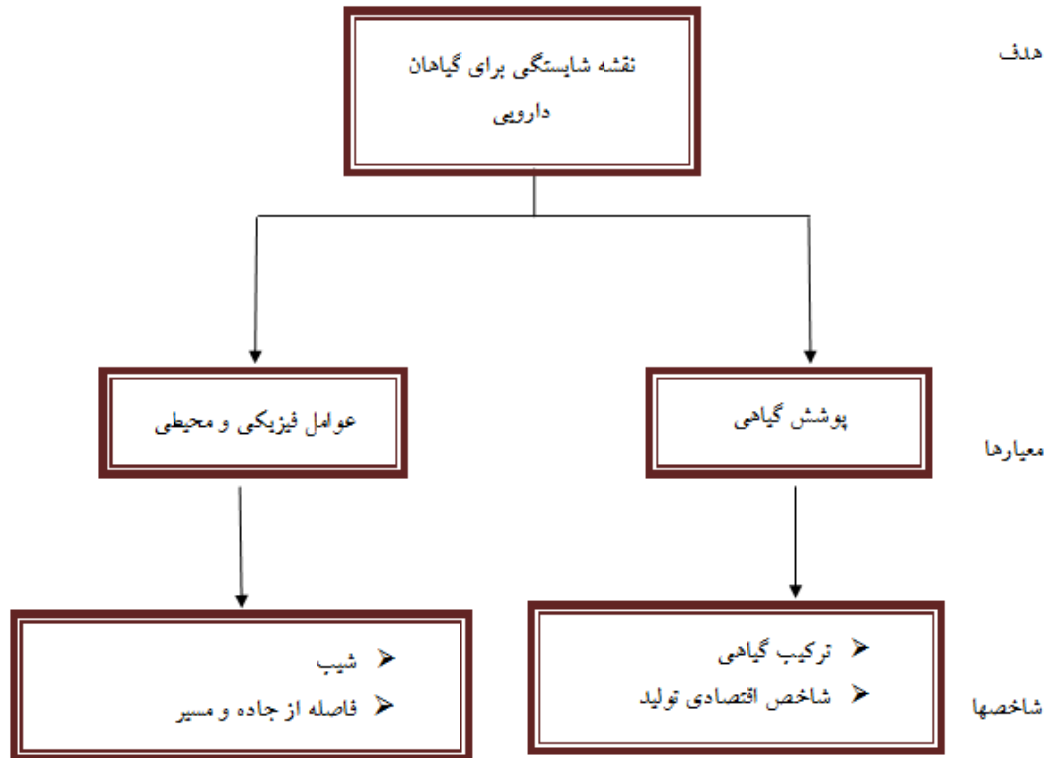 هدف
نقشه شایستگی برای گیاهان
دارویی
معیارها
پوشش گیاهی
عوامل فیزیکی و محیطی
شاخصها
➤ ترکیب گیاهی
➤ شاخص اقتصادی تولید
➤ شیب
➤ فاصله از جاده و مسیر